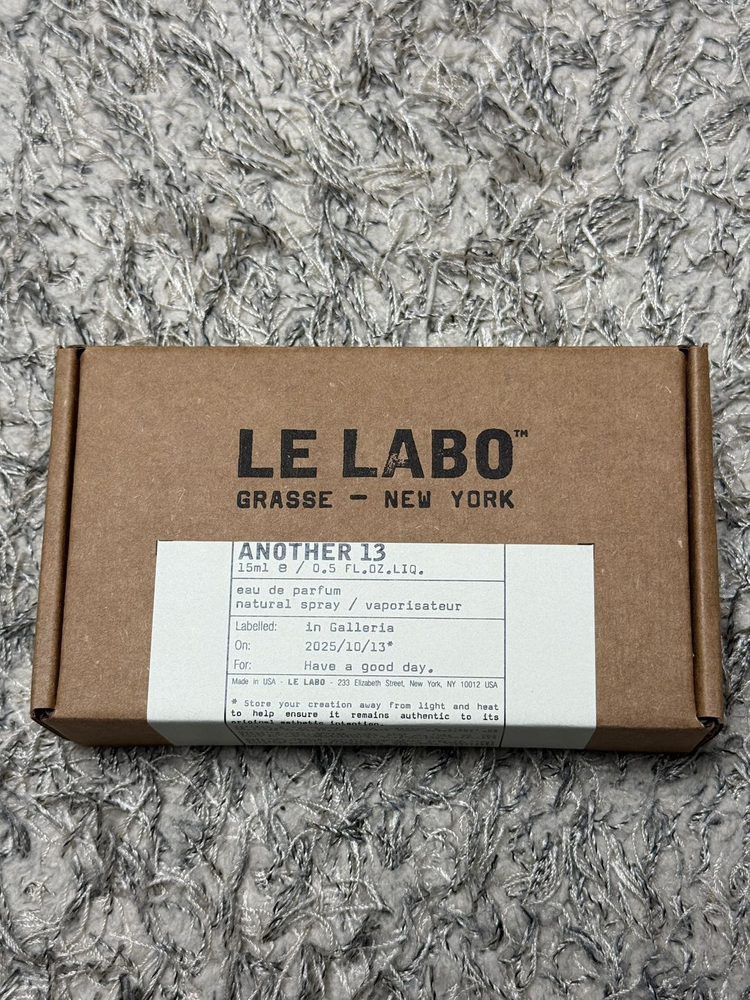 LE LABO™
GRASSE — NEW YORK
ANOTHER 13
15ml e / 0.5 FL.OZ.LIQ.
eau de parfum
natural spray / vaporisateur
Labelled: in Galleria
On: 2025/10/13*
For: Have a good day.
Made in USA - LE LABO - 233 Elizabeth Street, New York, NY 10012 USA
* Store your creation away from light and heat
to help ensure it remains authentic to its